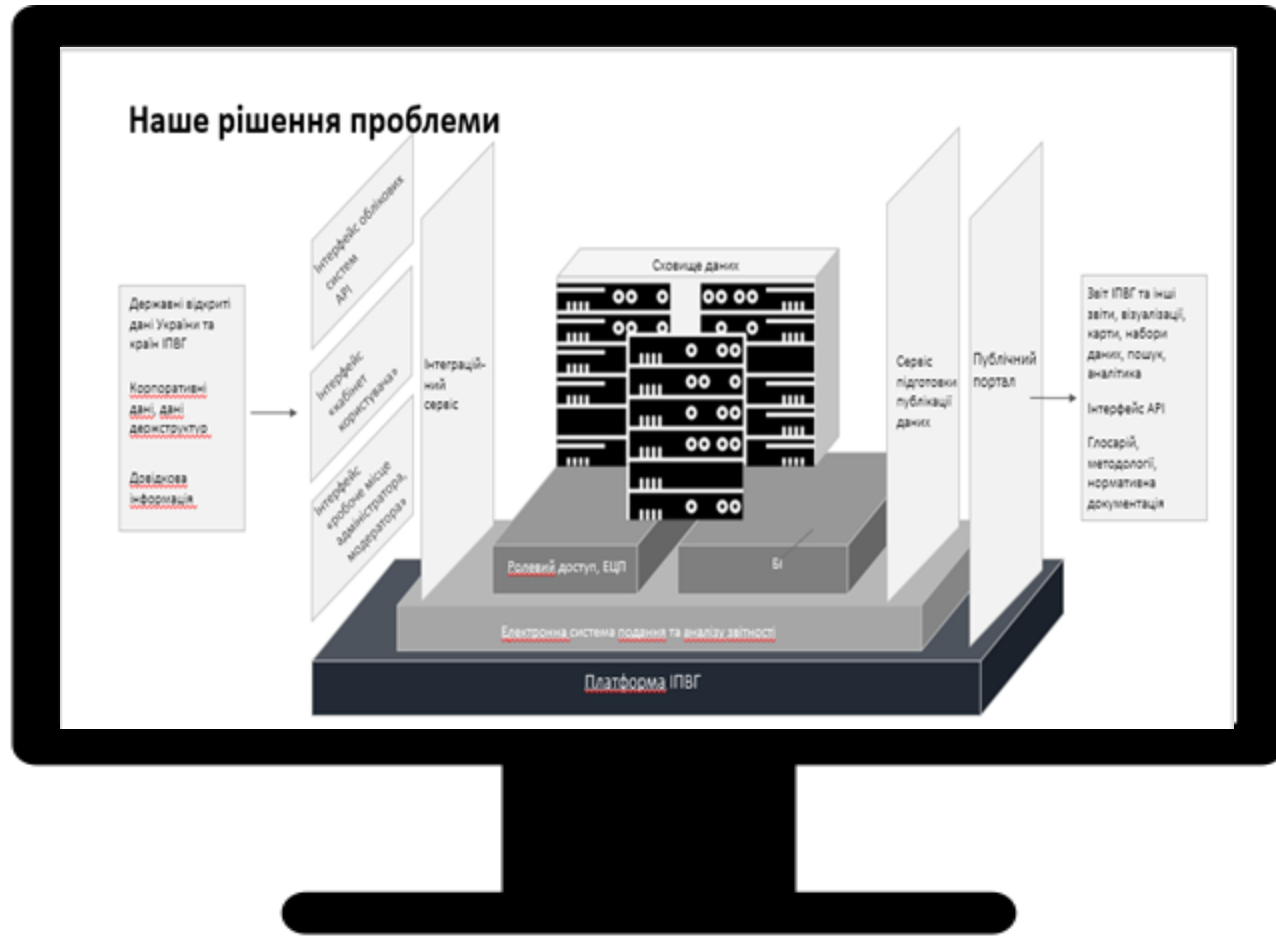 Наше рішення проблеми
Державні відкриті
дані України та
країн ІПВГ
Корпоративні
дані, дані
держструктур
Довідкова
інформація
Інтерфейс облікових
систем
API
Інтерфейс
«кабінет
користувача»
Інтерфейс
«робоче місце
адміністратора,
модератора»
Інтеграцій-
ний
сервіс
Сховище даних
Ролевий доступ, ЕЦП
БІ
Електронна система подання та аналізу звітності
Платформа ІПВГ
Сервіс
підготовки
публікації
даних
Публічний
портал
Звіт ІПВГ та інші
звіти, візуалізації,
карти, набори
даних, пошук,
аналітика
Інтерфейс API
Глосарій,
методології,
нормативна
документація